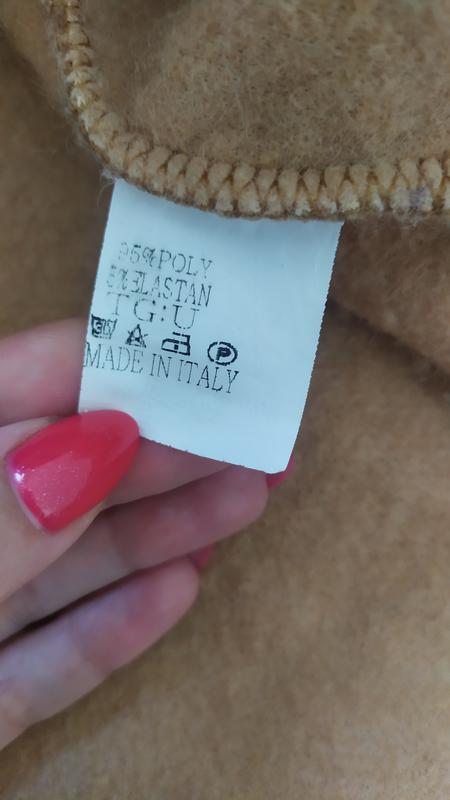 95%POLY
5%ELASTAN
TG:U
P
MADE IN ITALY